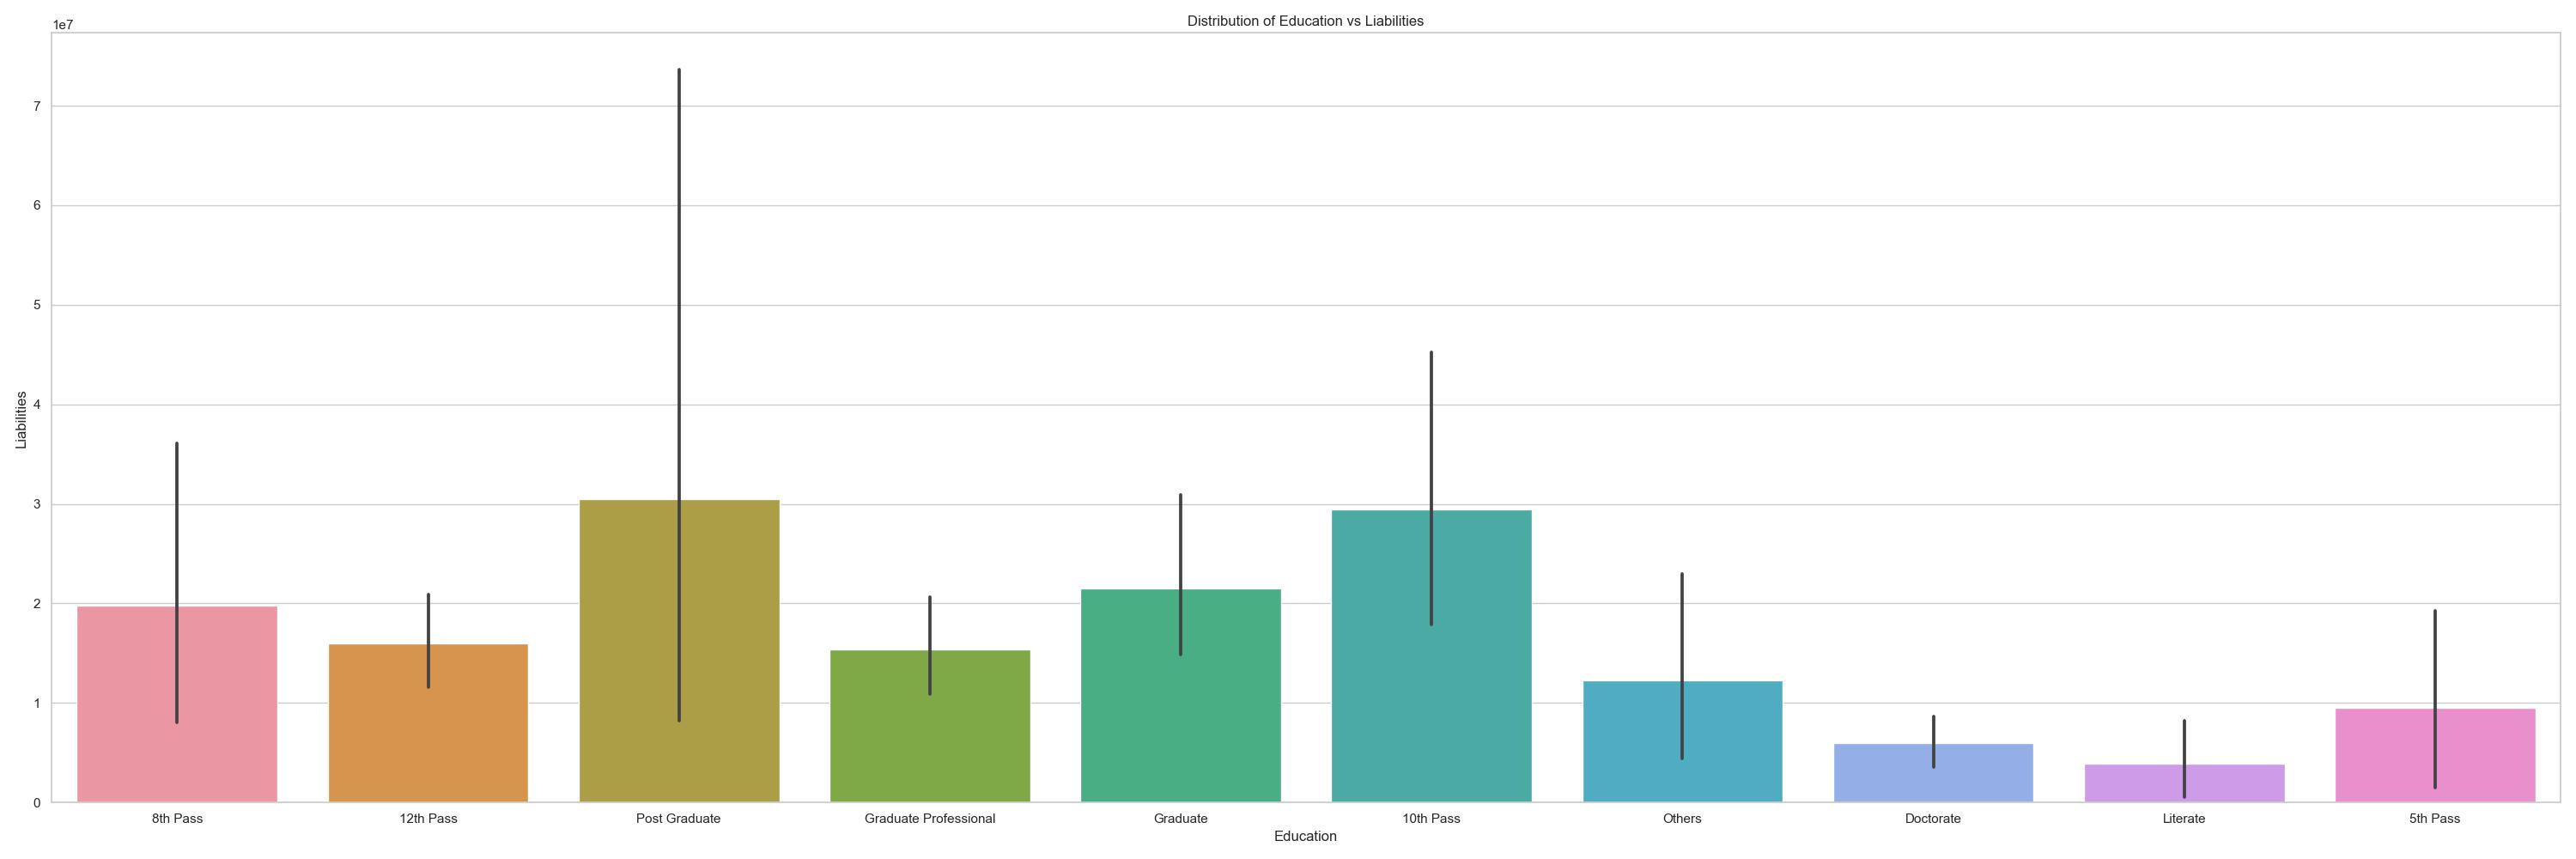 Distribution of Education vs Liabilities
1e7
7
6
5
4
3
2
1
0
Liabilities
8th Pass
12th Pass
Post Graduate
Graduate Professional
Graduate
10th Pass
Others
Doctorate
Literate
5th Pass
Education